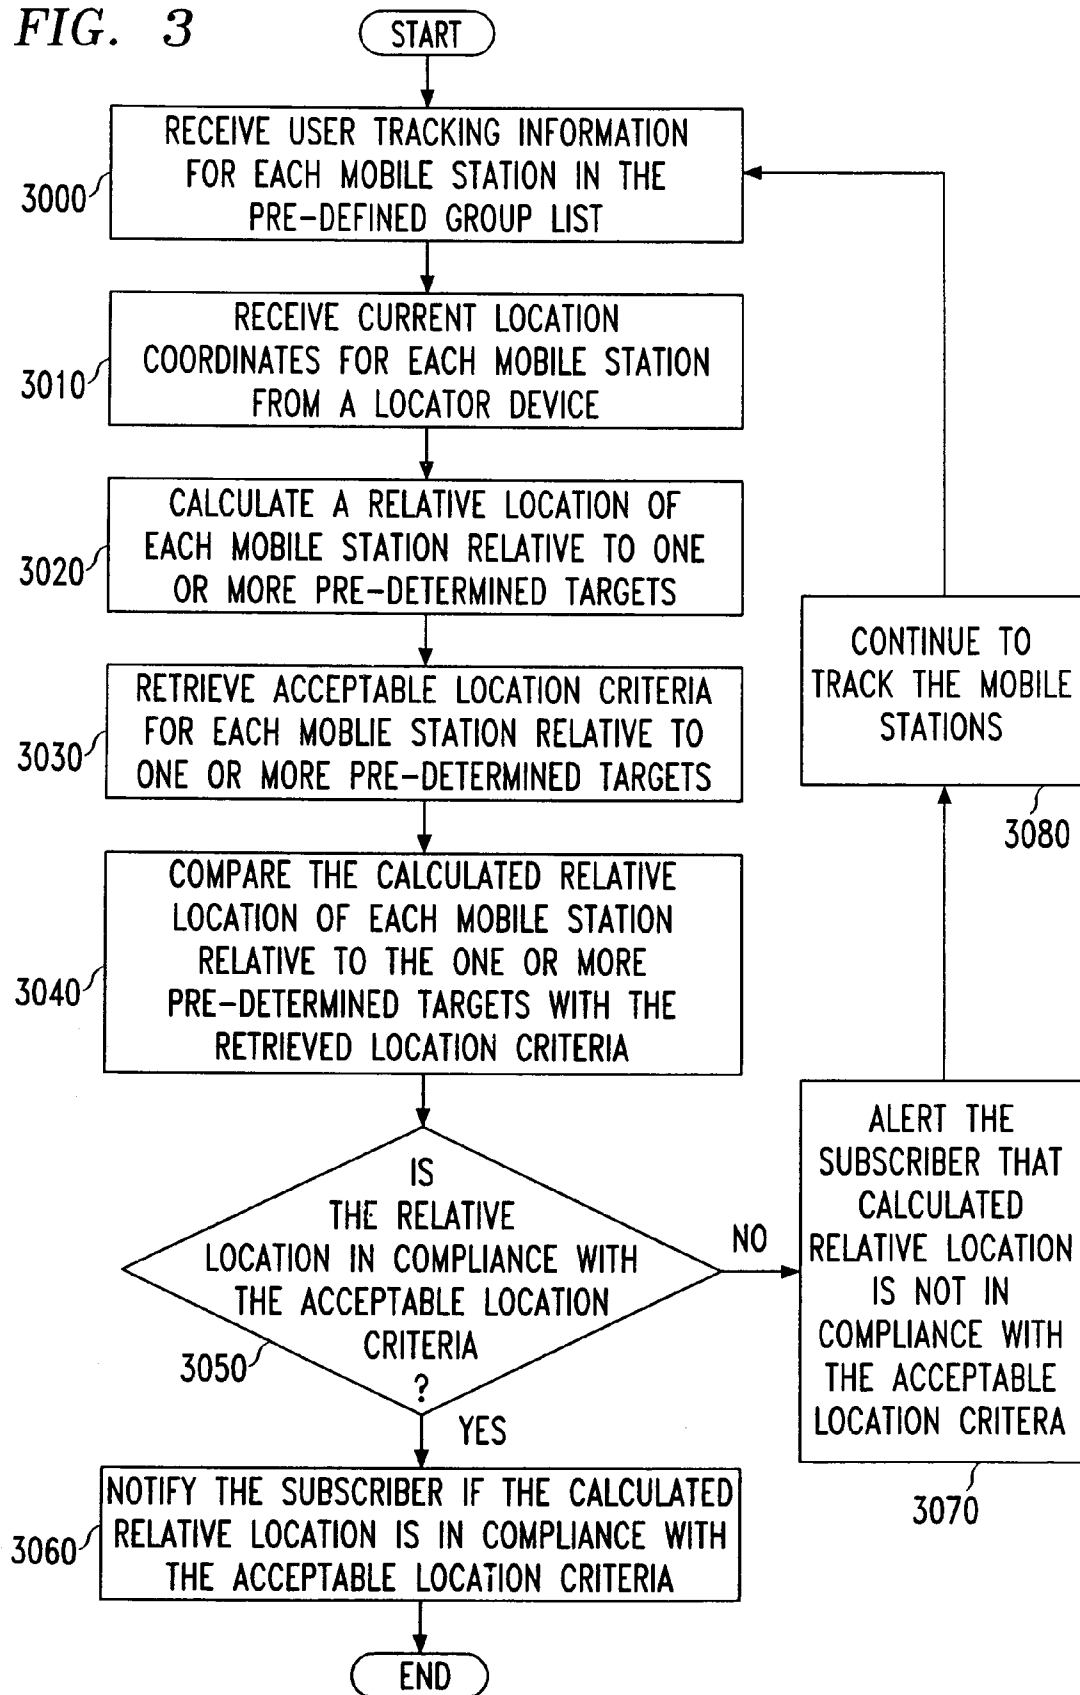 FIG. 3
START
RECEIVE USER TRACKING INFORMATION
FOR EACH MOBILE STATION IN THE
PRE-DEFINED GROUP LIST
3000
RECEIVE CURRENT LOCATION
COORDINATES FOR EACH MOBILE STATION
FROM A LOCATOR DEVICE
3010
CALCULATE A RELATIVE LOCATION OF
EACH MOBILE STATION RELATIVE TO ONE
OR MORE PRE-DETERMINED TARGETS
3020
RETRIEVE ACCEPTABLE LOCATION CRITERIA
FOR EACH MOBLIE STATION RELATIVE TO
ONE OR MORE PRE-DETERMINED TARGETS
3030
COMPARE THE CALCULATED RELATIVE
LOCATION OF EACH MOBILE STATION
RELATIVE TO THE ONE OR MORE
PRE-DETERMINED TARGETS WITH THE
RETRIEVED LOCATION CRITERIA
3040
IS
THE RELATIVE
LOCATION IN COMPLIANCE WITH
THE ACCEPTABLE LOCATION
CRITERIA
?
3050
NO
YES
NOTIFY THE SUBSCRIBER IF THE CALCULATED
RELATIVE LOCATION IS IN COMPLIANCE WITH
THE ACCEPTABLE LOCATION CRITERIA
3060
END
ALERT THE
SUBSCRIBER THAT
CALCULATED
RELATIVE LOCATION
IS NOT IN
COMPLIANCE WITH
THE ACCEPTABLE
LOCATION CRITERA
3070
CONTINUE TO
TRACK THE MOBILE
STATIONS
3080